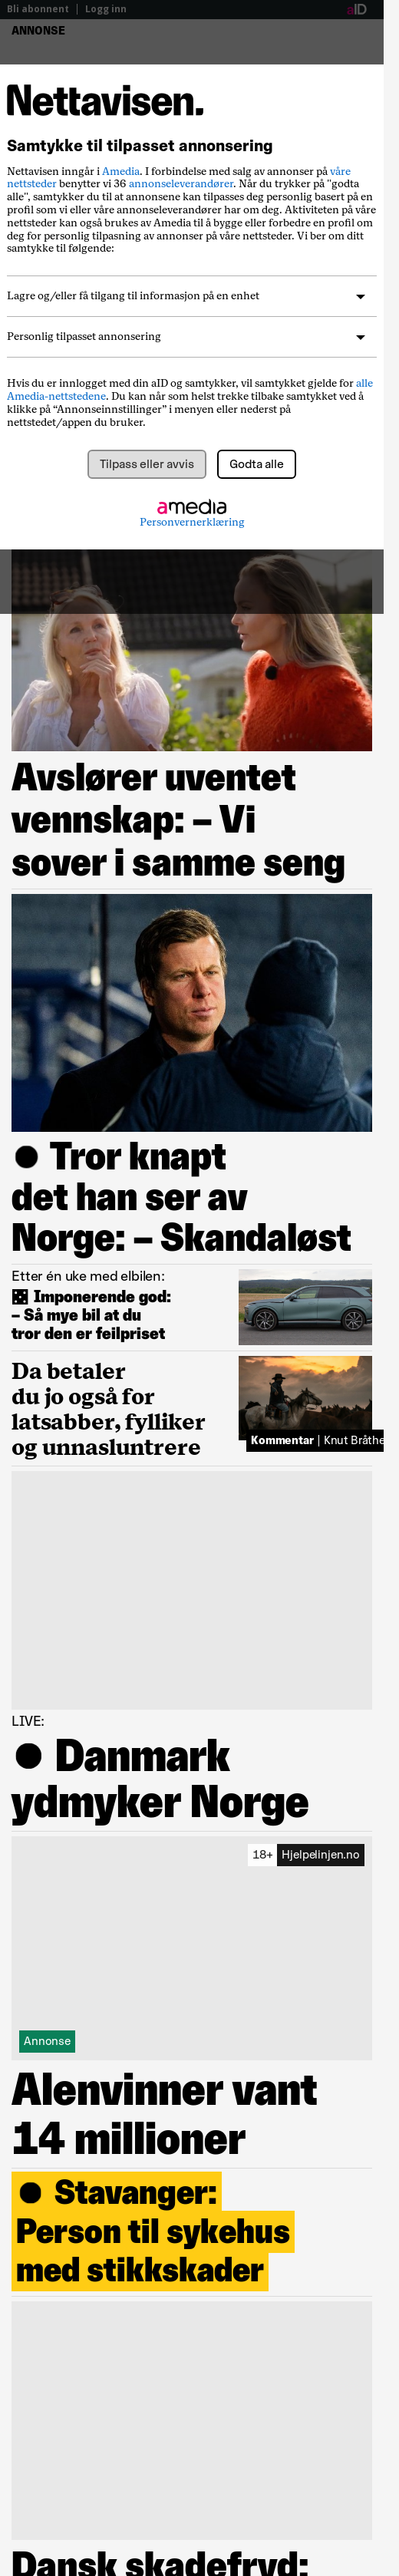 Bli abonnent | Logg inn
aID
ANNONSE
Nettavisen.
Samtykke til tilpasset annonsering
Nettavisen inngår i Amedia. I forbindelse med salg av annonser på våre
nettsteder benytter vi 36 annonseleverandører. Når du trykker på "godta
alle", samtykker du til at annonsene kan tilpasses deg personlig basert på en
profil som vi eller våre annonseleverandører har om deg. Aktiviteten på våre
nettsteder kan også brukes av Amedia til å bygge eller forbedre en profil om
deg for personlig tilpasning av annonser på våre nettsteder. Vi ber om ditt
samtykke til følgende:
Lagre og/eller få tilgang til informasjon på en enhet
Personlig tilpasset annonsering
Hvis du er innlogget med din aID og samtykker, vil samtykket gjelde for alle
Amedia-nettstedene. Du kan når som helst trekke tilbake samtykket ved å
klikke på “Annonseinnstillinger” i menyen eller nederst på
nettstedet/appen du bruker.
Tilpass eller avvis
Godta alle
amedia
Personvernerklæring
Avslører uventet
vennskap: – Vi
sover i samme seng
Tror knapt
det han ser av
Norge: – Skandaløst
Etter én uke med elbilen:
Imponerende god:
– Så mye bil at du
tror den er feilpriset
Da betaler
du jo også for
latsabber, fylliker
og unnasluntrere
Kommentar | Knut Bråthe
LIVE:
Danmark
ydmyker Norge
18+ Hjelpelinjen.no
Annonse
Alenvinner vant
14 millioner
Stavanger:
Person til sykehus
med stikkskader
Dansk skadefryd: